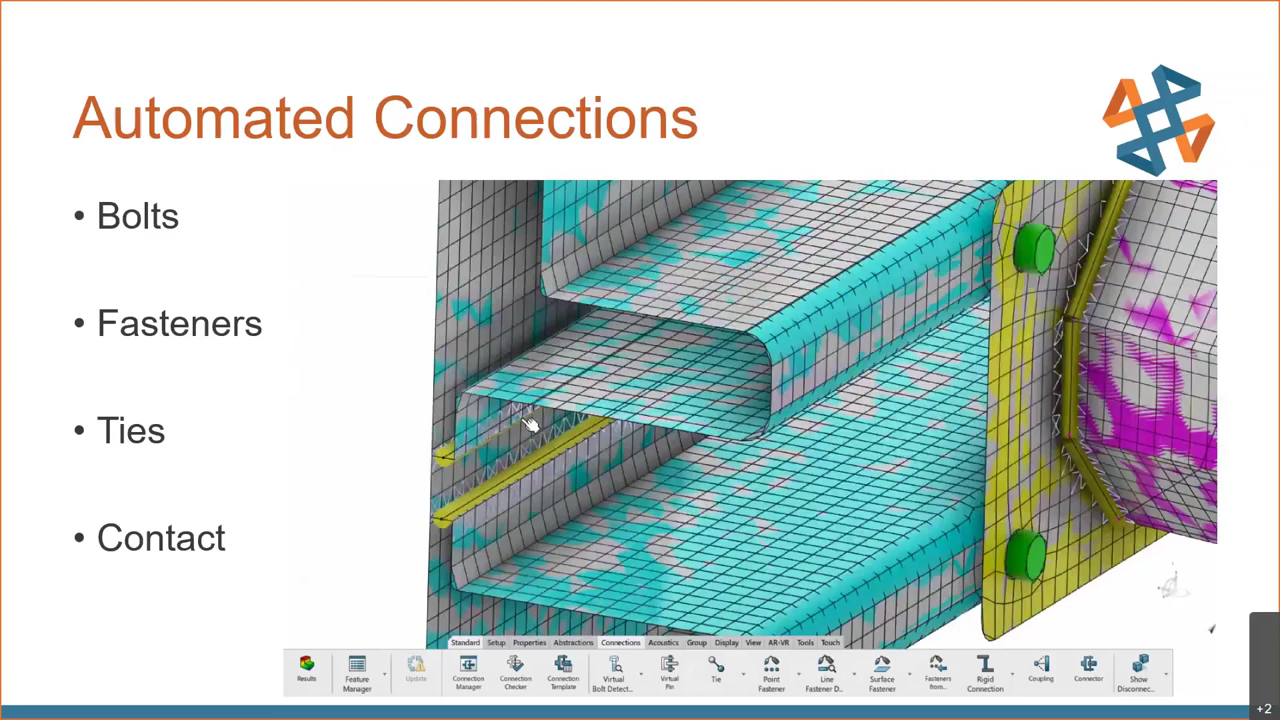 Automated Connections
• Bolts
• Fasteners
• Ties
• Contact
Standard Setup Properties Abstractions Connections Acoustics Group Display View AR-VR Tools Touch
Results
Feature
Manager
Update
Connection
Manager
Connection
Checker
Connection
Template
Virtual
Bolt Detect...
Virtual
Pin
Tie
Point
Fastener
Line
Fastener D...
Surface
Fastener
Fasteners
from...
Rigid
Connection
Coupling
Connector
Show
Disconnec...
+2